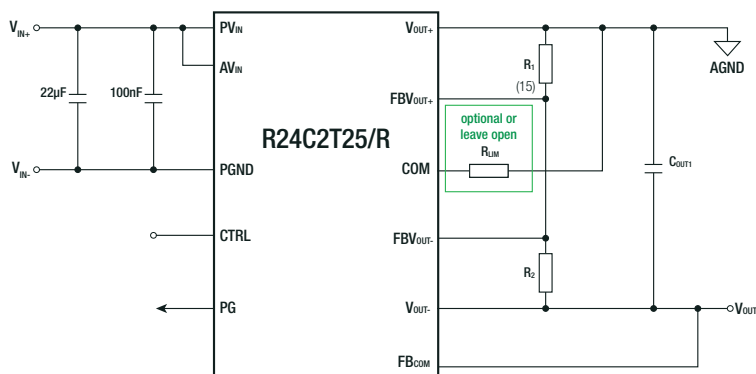 VIN+
PVIN
VOUT+
R1
(15)
AGND
AVIN
22µF
100nF
FBVOUT+
optional or
leave open
R24C2T25/R
RLIM
COM
COUT1
VIN-
PGND
CTRL
FBVOUT-
R2
PG
VOUT-
VOUT
FBCOM